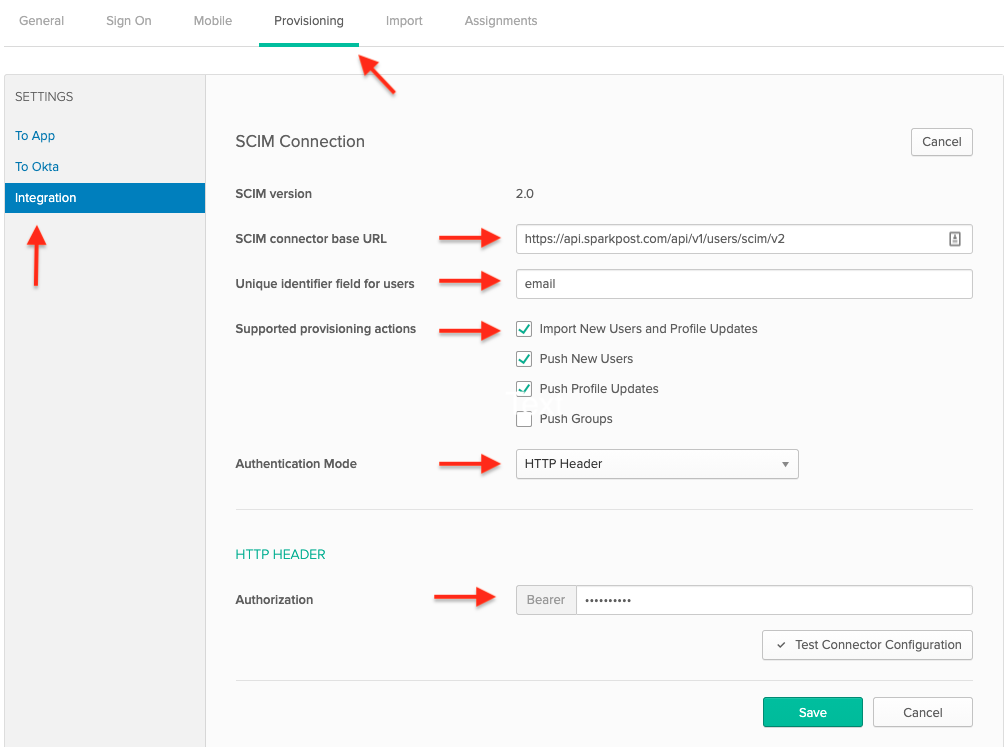 General Sign On Mobile Provisioning Import Assignments
SETTINGS
To App
To Okta
Integration
SCIM Connection Cancel
SCIM version 2.0
SCIM connector base URL https://api.sparkpost.com/api/v1/users/scim/v2
Unique identifier field for users email
Supported provisioning actions Import New Users and Profile Updates
Push New Users
Push Profile Updates
Push Groups
Authentication Mode HTTP Header
HTTP HEADER
Authorization Bearer ••••••••••
Test Connector Configuration
Save Cancel